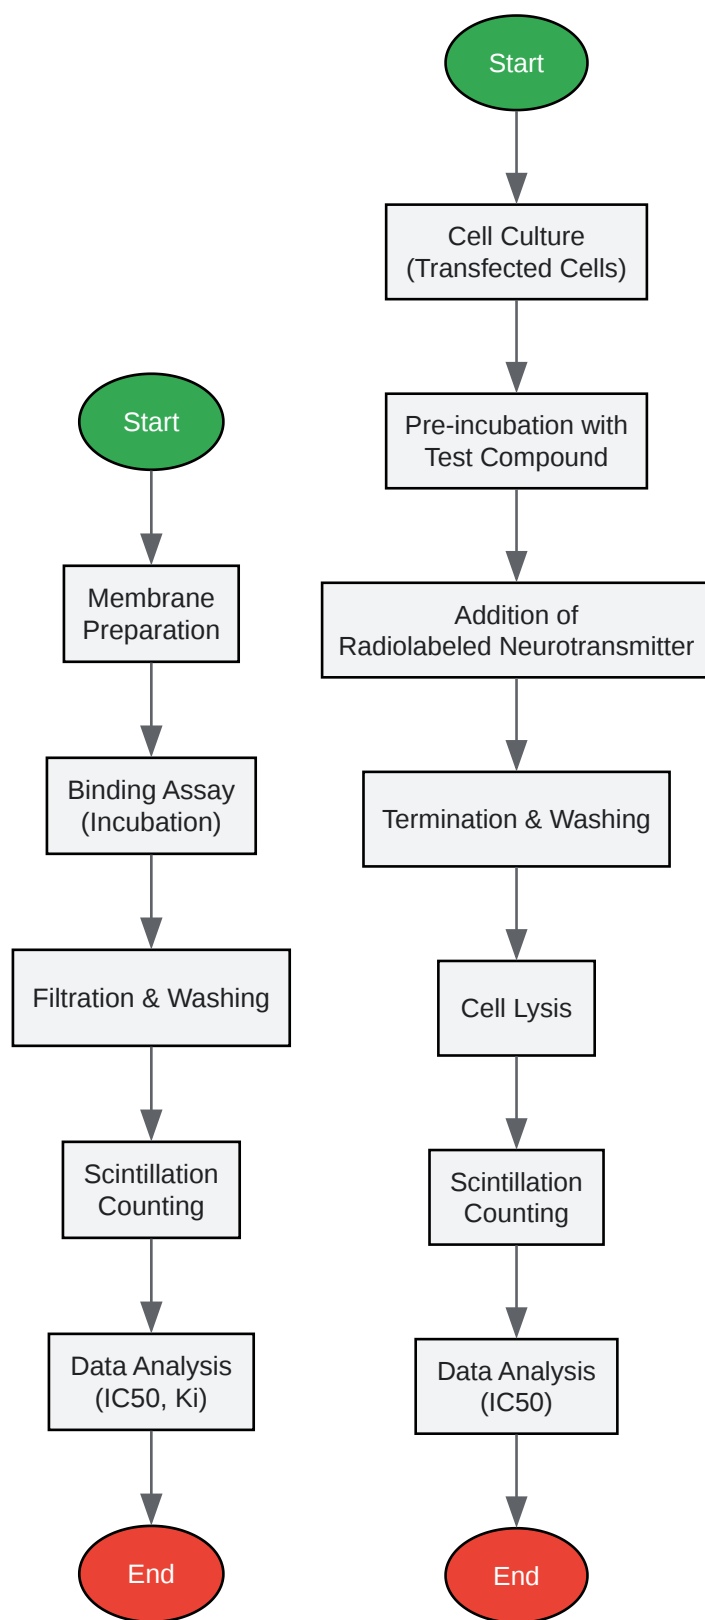 Start
Membrane
Preparation
Binding Assay
(Incubation)
Filtration & Washing
Scintillation
Counting
Data Analysis
(IC50, Ki)
End
Start
Cell Culture
(Transfected Cells)
Pre-incubation with
Test Compound
Addition of
Radiolabeled Neurotransmitter
Termination & Washing
Cell Lysis
Scintillation
Counting
Data Analysis
(IC50)
End